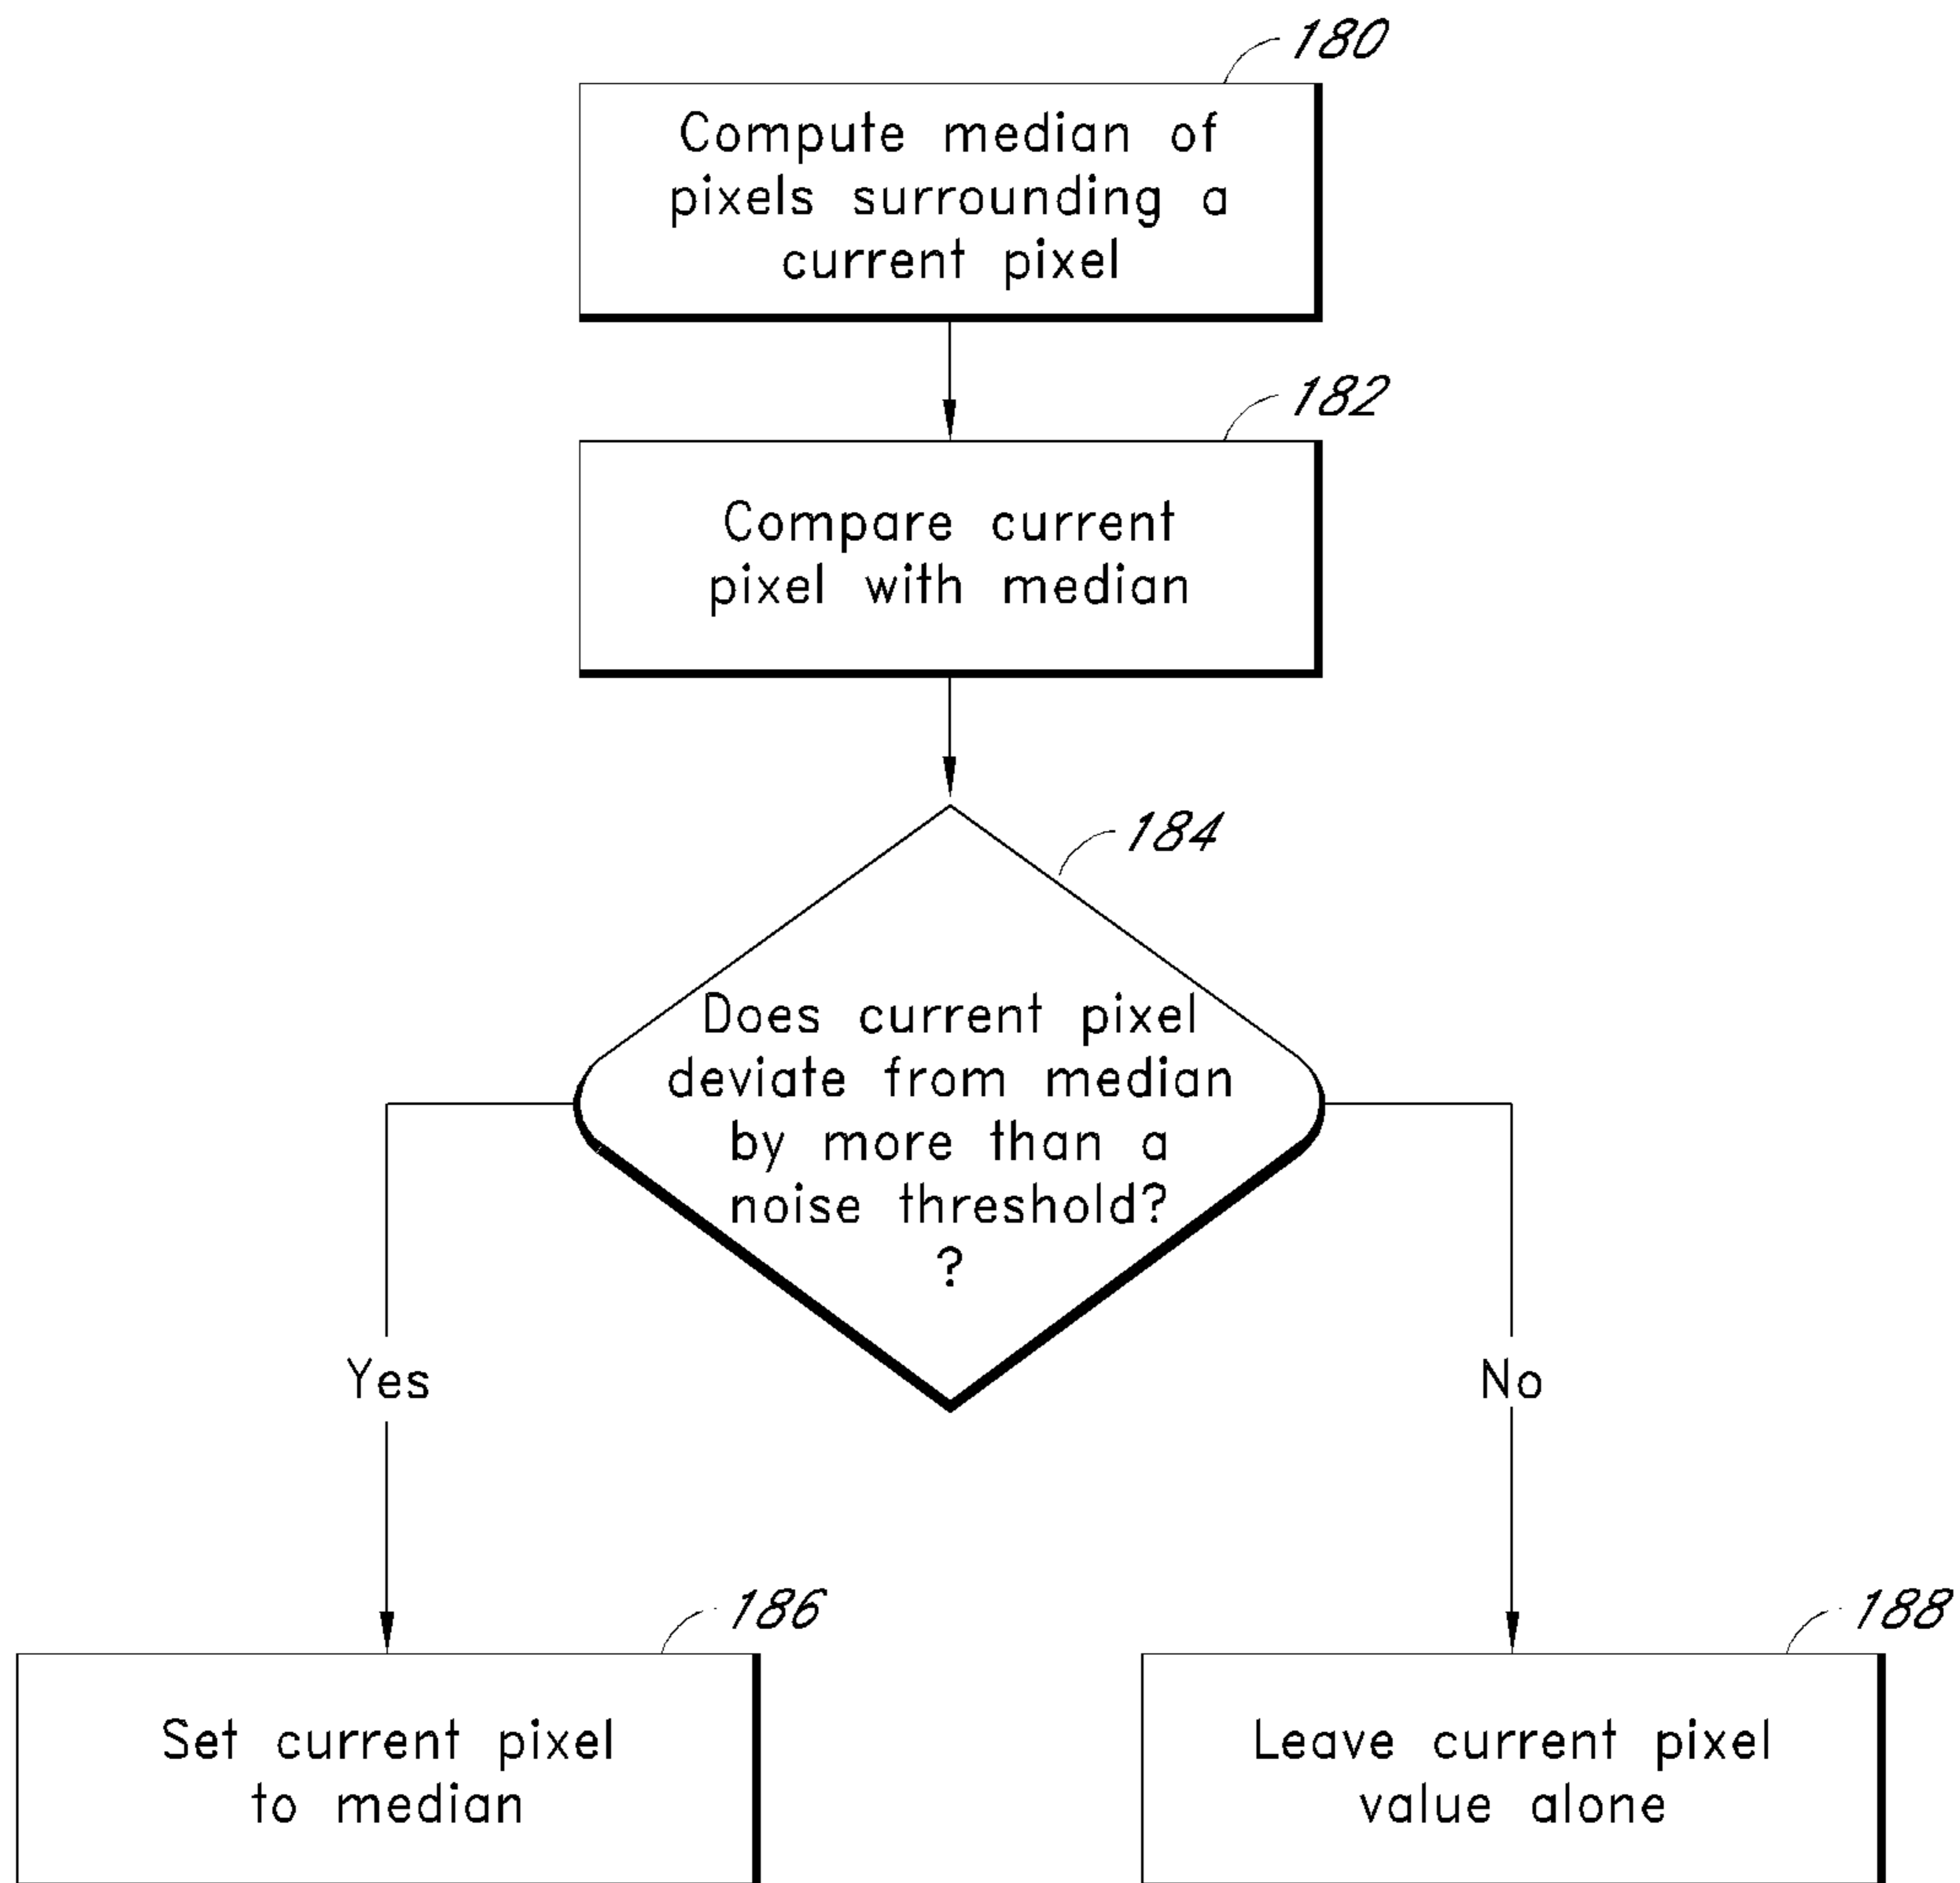 180
Compute median of
pixels surrounding a
current pixel
182
Compare current
pixel with median
184
Does current pixel
deviate from median
by more than a
noise threshold?
?
Yes
No
186
Set current pixel
to median
188
Leave current pixel
value alone